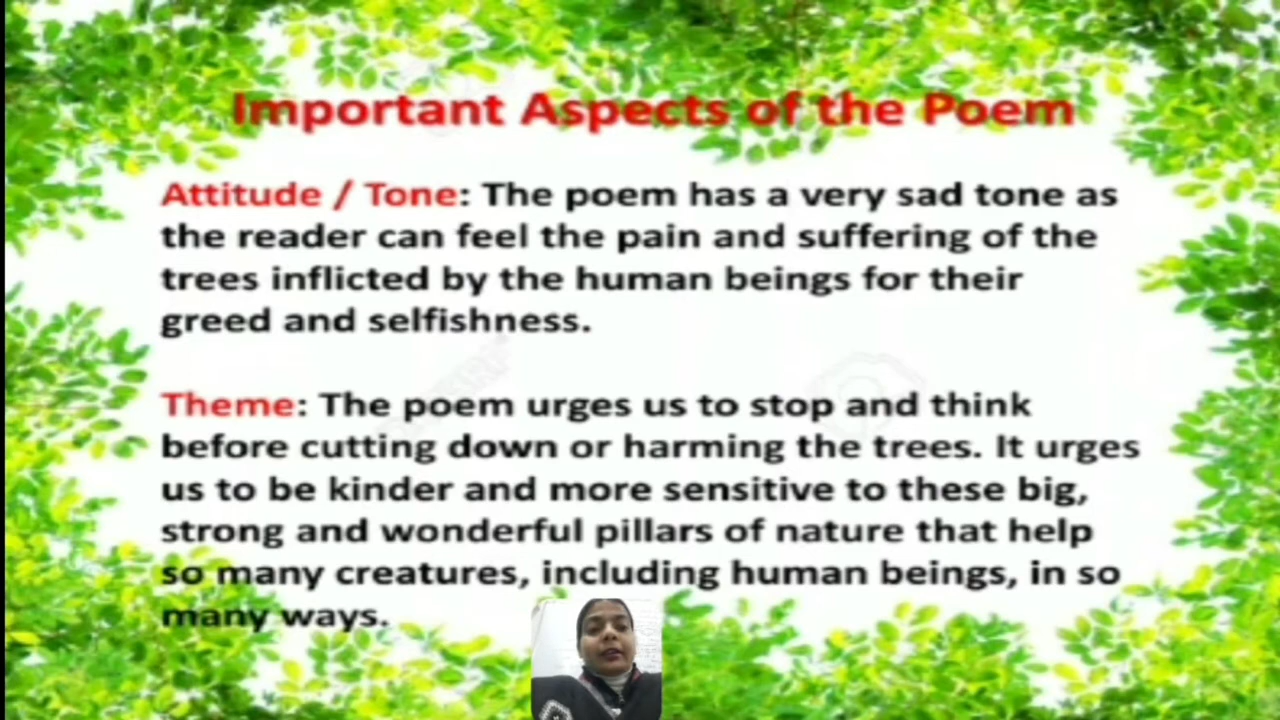 Important Aspects of the Poem
Attitude / Tone: The poem has a very sad tone as
the reader can feel the pain and suffering of the
trees inflicted by the human beings for their
greed and selfishness.
Theme: The poem urges us to stop and think
before cutting down or harming the trees. It urges
us to be kinder and more sensitive to these big,
strong and wonderful pillars of nature that help
so many creatures, including human beings, in so
many ways.